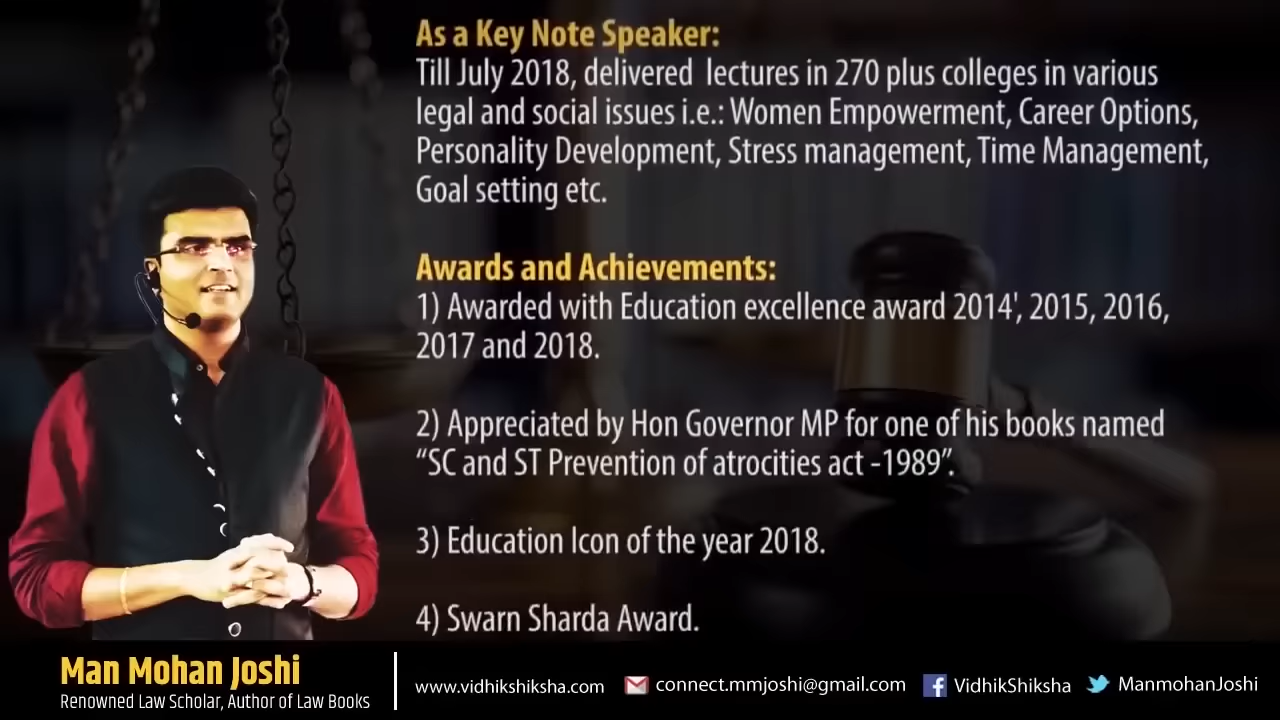 As a Key Note Speaker:
Till July 2018, delivered lectures in 270 plus colleges in various
legal and social issues i.e.: Women Empowerment, Career Options,
Personality Development, Stress management, Time Management,
Goal setting etc.
Awards and Achievements:
1) Awarded with Education excellence award 2014', 2015, 2016,
2017 and 2018.
2) Appreciated by Hon Governor MP for one of his books named
“SC and ST Prevention of atrocities act -1989”.
3) Education Icon of the year 2018.
4) Swarn Sharda Award.
Man Mohan Joshi
Renowned Law Scholar, Author of Law Books
www.vidhikshiksha.com
connect.mmjoshi@gmail.com
VidhikShiksha
ManmohanJoshi